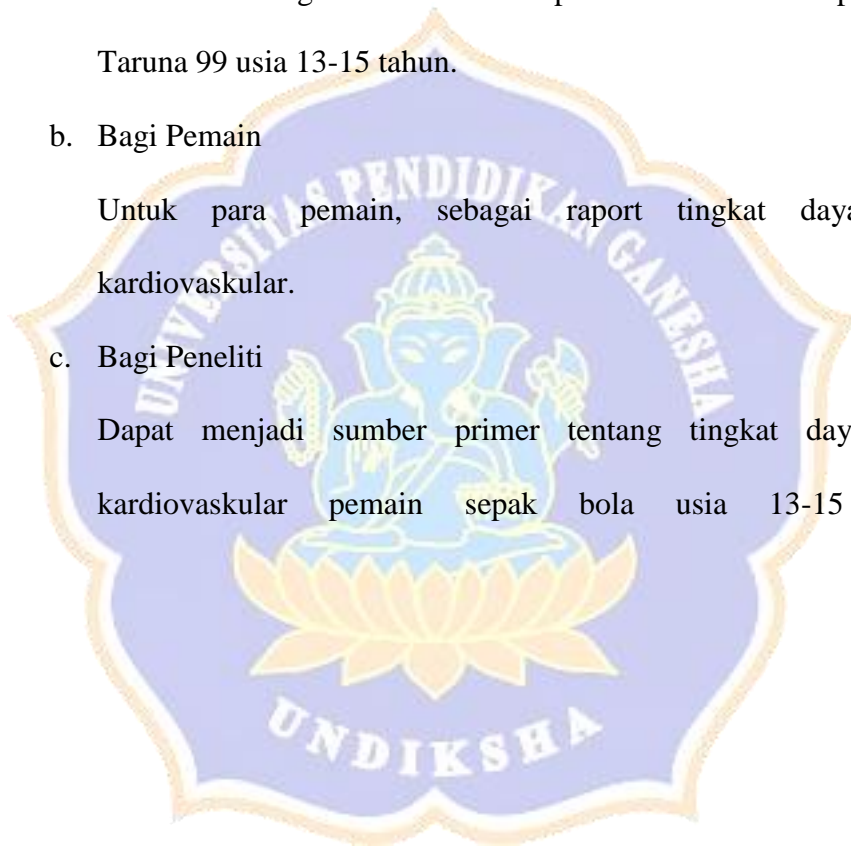 Taruna 99 usia 13-15 tahun.
b. Bagi Pemain
Untuk para pemain, sebagai raport tingkat daya
kardiovaskular.
c. Bagi Peneliti
Dapat menjadi sumber primer tentang tingkat
kardiovaskular pemain sepak bola usia 13-15
UNIVERSITAS PENDIDIKAN GANESHA
UNDIKSHA